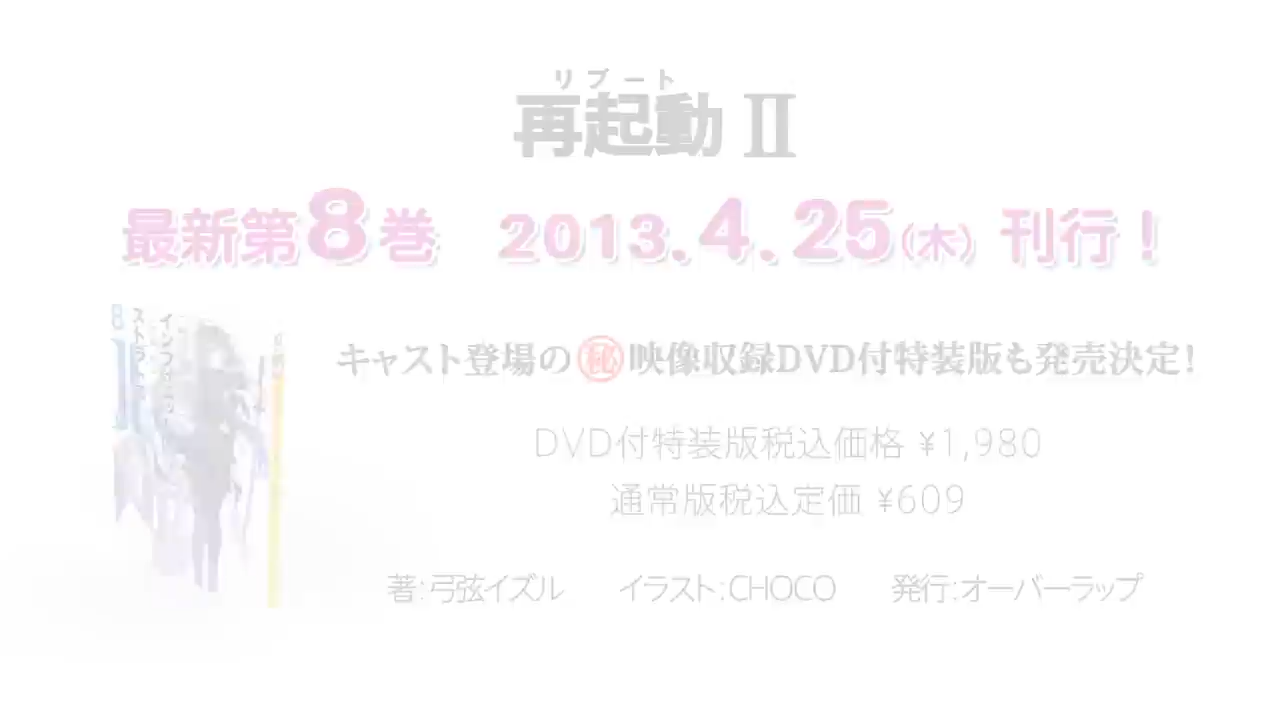 リブート
再起動 Ⅱ
最新第8巻 2013.4.25(木) 刊行!
キャスト登場の㊙映像収録DVD付特装版も発売決定!
DVD付特装版税込価格 ¥1,980
通常版税込定価 ¥609
著:弓弦イズル イラスト:CHOCO 発行:オーバーラップ
8